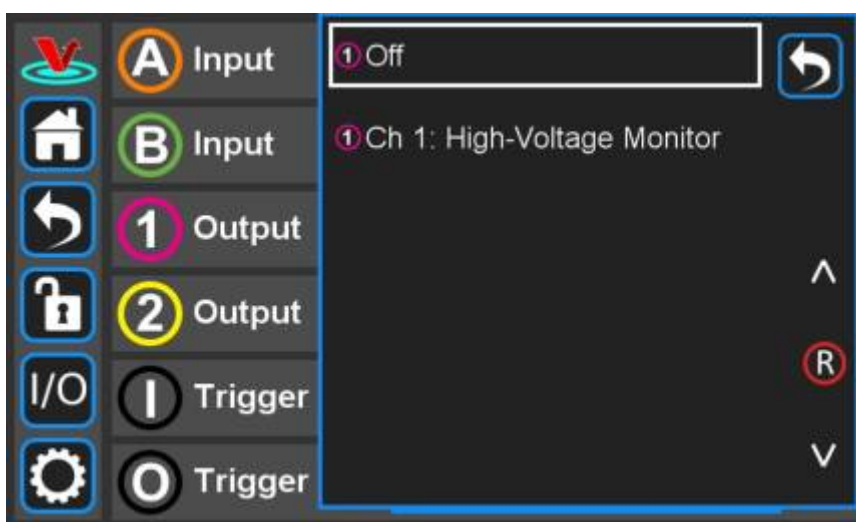 A Input
B Input
1 Output
2 Output
I/O
I Trigger
O Trigger
1 Off
1 Ch 1: High-Voltage Monitor
R